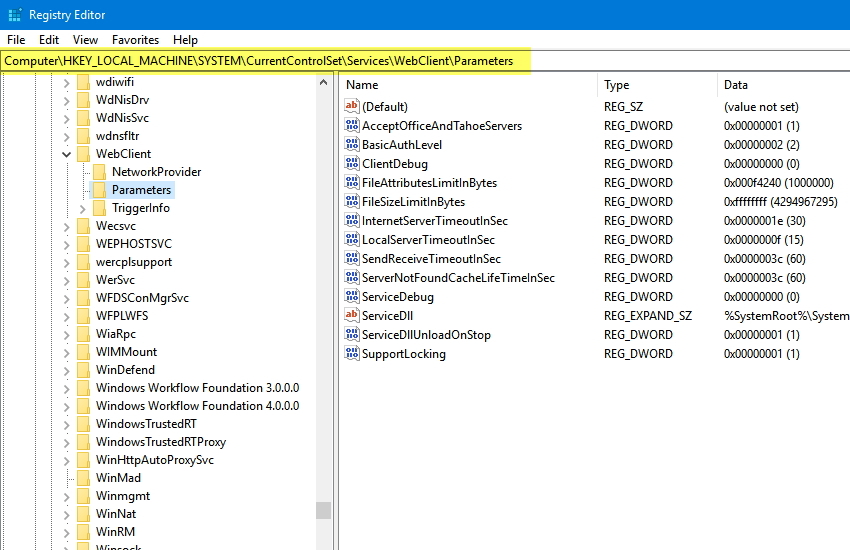 Registry Editor
File Edit View Favorites Help
Computer\HKEY_LOCAL_MACHINE\SYSTEM\CurrentControlSet\Services\WebClient\Parameters
wdiwifi
WdNisDrv
WdNisSvc
wdnsfltr
WebClient
NetworkProvider
Parameters
TriggerInfo
Wecsvc
WEPHOSTSVC
wercplsupport
WerSvc
WFDSConMgrSvc
WFPLWFS
WiaRpc
WIMMount
WinDefend
Windows Workflow Foundation 3.0.0.0
Windows Workflow Foundation 4.0.0.0
WindowsTrustedRT
WindowsTrustedRTProxy
WinHttpAutoProxySvc
WinMad
Winmgmt
WinNat
WinRM
Winsock
Name Type Data
(Default) REG_SZ (value not set)
AcceptOfficeAndTahoeServers REG_DWORD 0x00000001 (1)
BasicAuthLevel REG_DWORD 0x00000002 (2)
ClientDebug REG_DWORD 0x00000000 (0)
FileAttributesLimitInBytes REG_DWORD 0x000f4240 (1000000)
FileSizeLimitInBytes REG_DWORD 0xffffffff (4294967295)
InternetServerTimeoutInSec REG_DWORD 0x0000001e (30)
LocalServerTimeoutInSec REG_DWORD 0x0000000f (15)
SendReceiveTimeoutInSec REG_DWORD 0x0000003c (60)
ServerNotFoundCacheLifeTimeInSec REG_DWORD 0x0000003c (60)
ServiceDebug REG_DWORD 0x00000000 (0)
ServiceDll REG_EXPAND_SZ %SystemRoot%\System
ServiceDllUnloadOnStop REG_DWORD 0x00000001 (1)
SupportLocking REG_DWORD 0x00000001 (1)